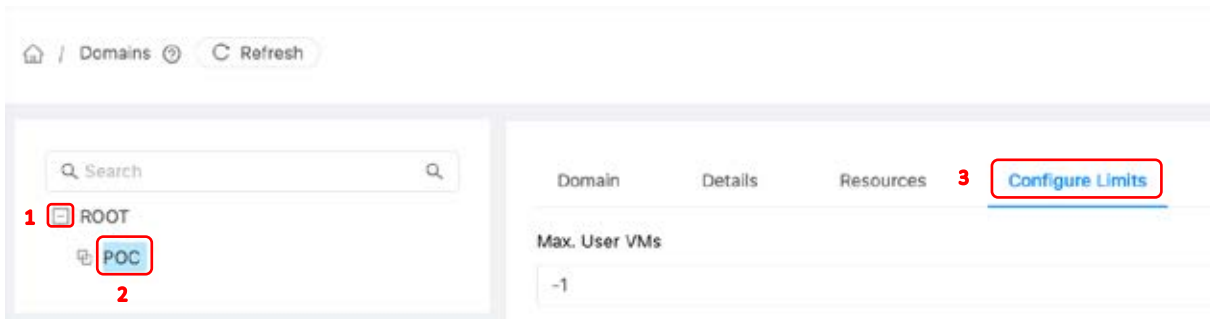 / Domains Refresh
Search
1 ROOT
POC
2
Domain Details Resources 3 Configure Limits
Max. User VMs
-1